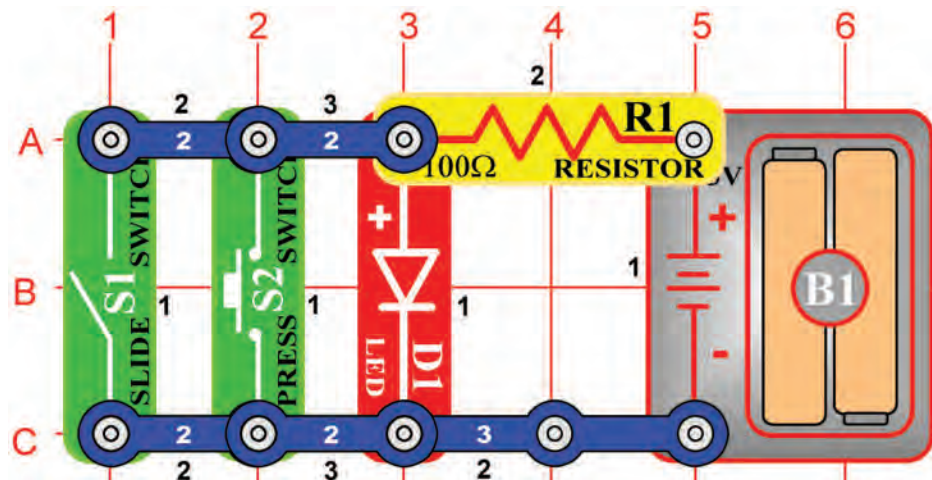 1 2 3 4 5 6
2 3 2
A 2 2 R1
100Ω RESISTOR V
+ +
B S1 SLIDE SWITCH 1 S2 PRESS SWITCH 1 D1 LED 1 1 B1
-
C 2 2 3
2 3 2